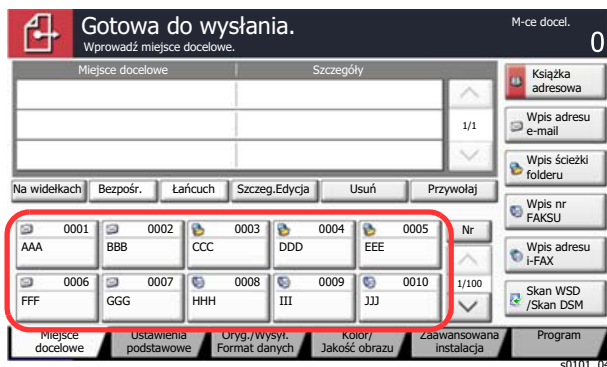 Gotowa do wysłania.
M-ce docel.
Wprowadź miejsce docelowe.
0
Miejsce docelowe Szczegóły
Książka
adresowa
1/1
Wpis adresu
e-mail
Wpis ścieżki
folderu
Na widełkach Bezpośr. Łańcuch Szczeg.Edycja Usuń Przywołaj
Wpis nr
FAKSU
0001 0002 0003 0004 0005 Nr
AAA BBB CCC DDD EEE
Wpis adresu
i-FAX
0006 0007 0008 0009 0010 1/100
FFF GGG HHH III JJJ
Skan WSD
/Skan DSM
Miejsce
docelowe
Ustawienia
podstawowe
Oryg./Wysył.
Format danych
Kolor/
Jakość obrazu
Zaawansowana
instalacja
Program